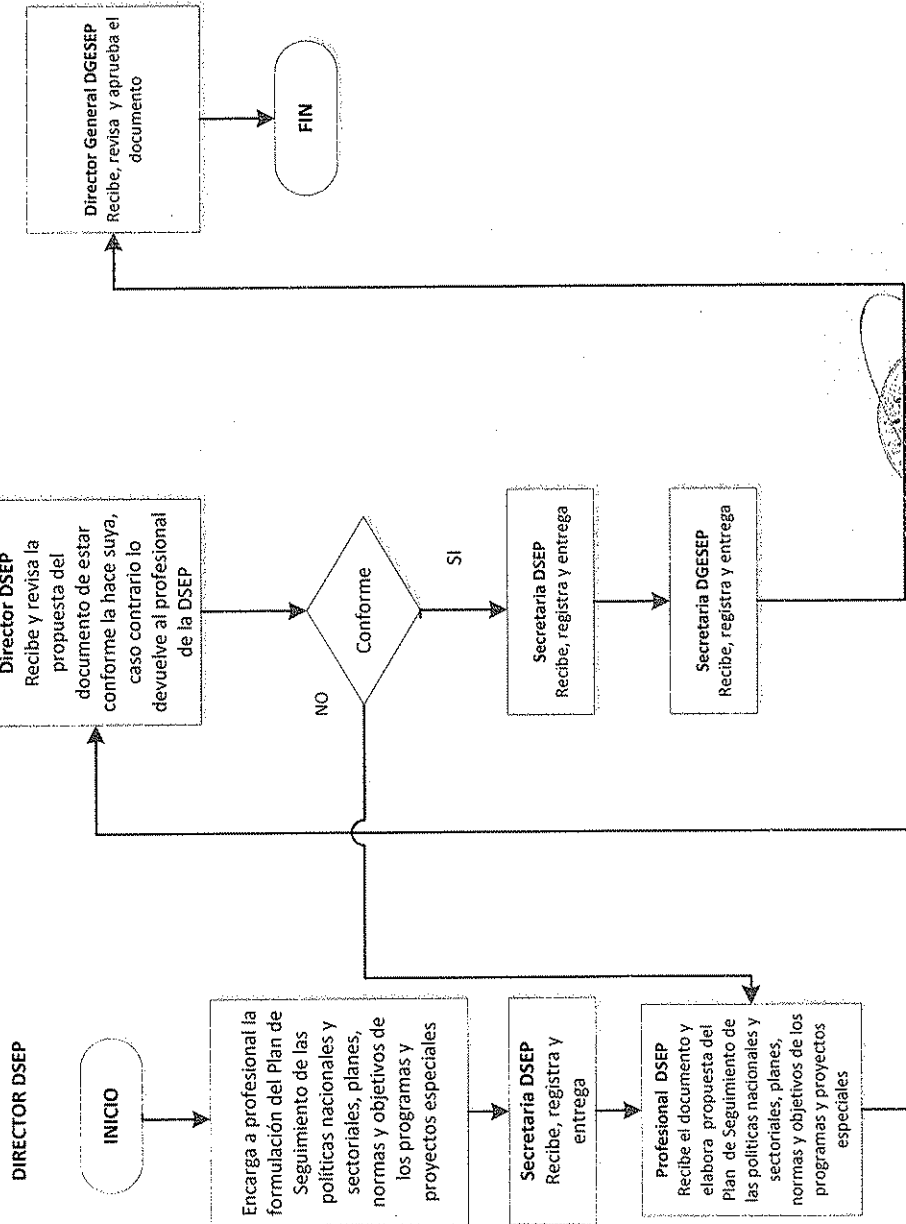 DIRECTOR DSEP
INICIO
Encarga a profesional la
formulación del Plan de
Seguimiento de las
políticas nacionales y
sectoriales, planes,
normas y objetivos de
los programas y
proyectos especiales
Secretaria DSEP
Recibe, registra y
entrega
Profesional DSEP
Recibe el documento y
elabora propuesta del
Plan de Seguimiento de
las políticas nacionales y
sectoriales, planes,
normas y objetivos de los
programas y proyectos
especiales
Director DSEP
Recibe y revisa la
propuesta del
documento de estar
conforme la hace suya,
caso contrario lo
devuelve al profesional
de la DSEP
Conforme
NO
SI
Secretaria DSEP
Recibe, registra y entrega
Secretaria DGESEP
Recibe, registra y entrega
Director General DGESEP
Recibe, revisa y aprueba el
documento
FIN